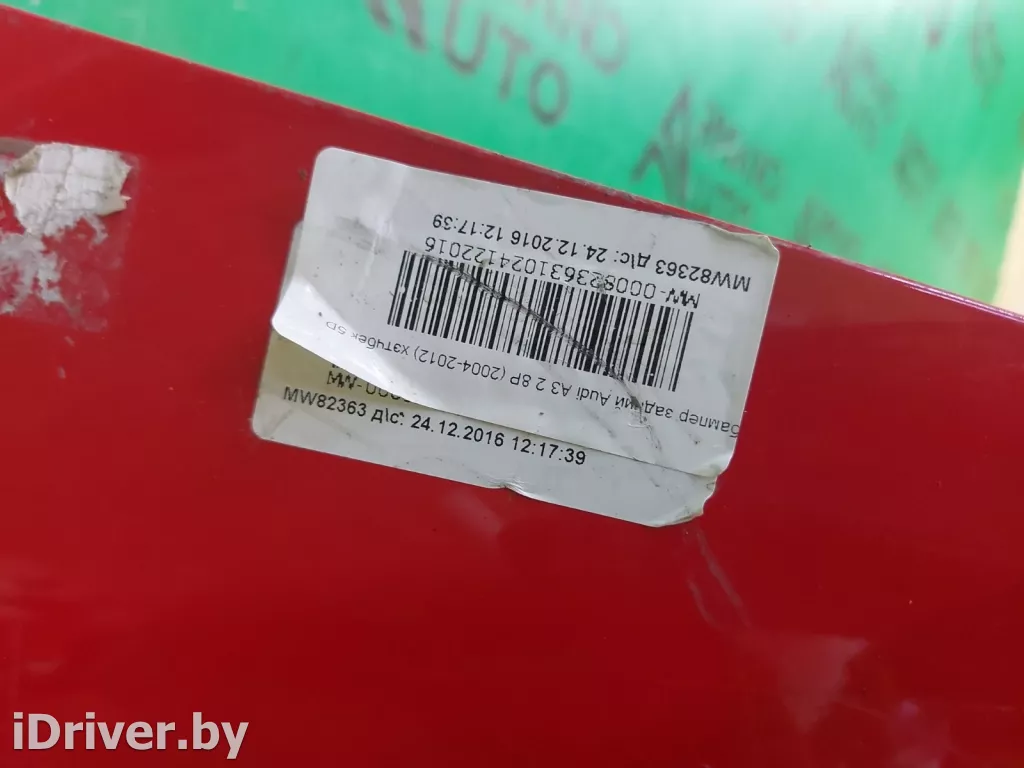 AUTO
бампер задний Audi A3 2 8P (2004-2012) хэтчбек 5D
MW-000823631024122016
MW82363 д\с: 24.12.2016 12:17:39
MW82363 д\с: 24.12.2016 12:17:39
iDriver.by